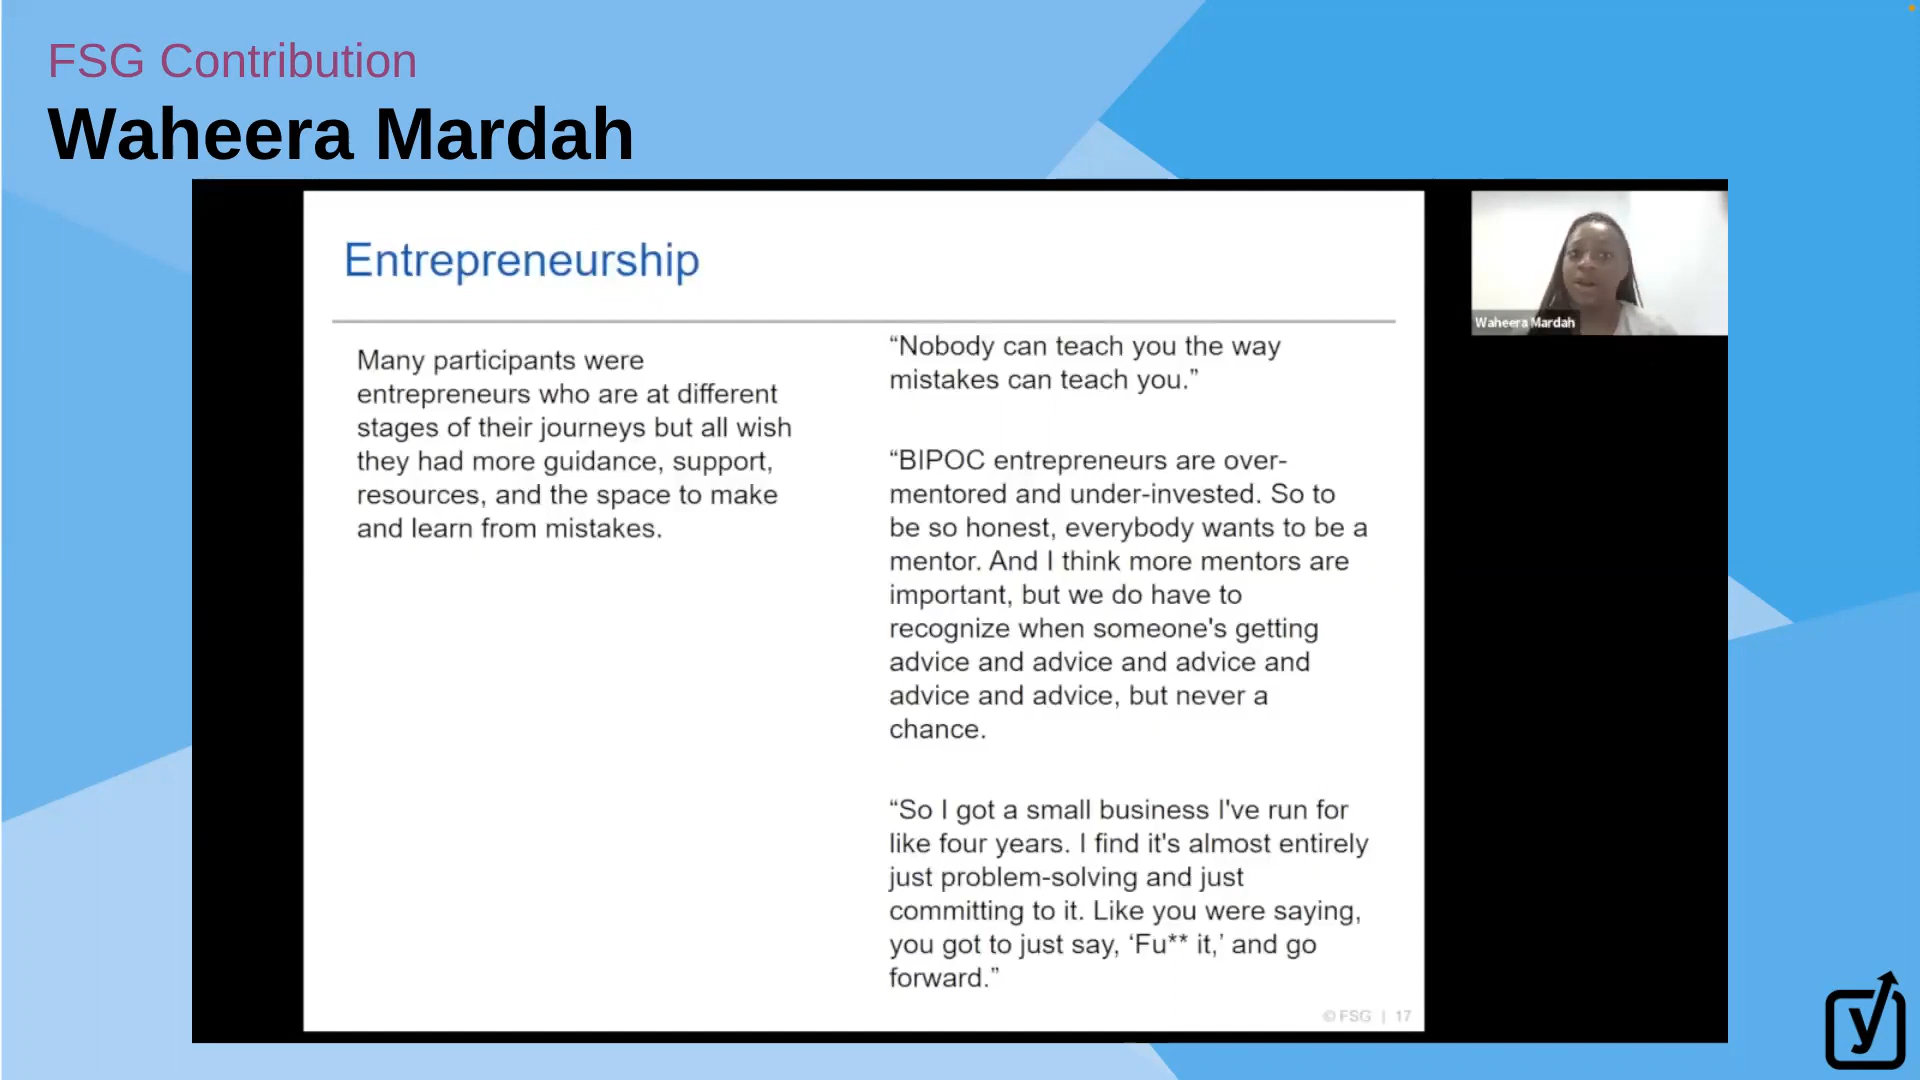 FSG Contribution
Waheera Mardah
Entrepreneurship
Many participants were
entrepreneurs who are at different
stages of their journeys but all wish
they had more guidance, support,
resources, and the space to make
and learn from mistakes.
“Nobody can teach you the way
mistakes can teach you.”
“BIPOC entrepreneurs are over-
mentored and under-invested. So to
be so honest, everybody wants to be a
mentor. And I think more mentors are
important, but we do have to
recognize when someone's getting
advice and advice and advice and
advice and advice, but never a
chance.
“So I got a small business I've run for
like four years. I find it's almost entirely
just problem-solving and just
committing to it. Like you were saying,
you got to just say, ‘Fu** it,’ and go
forward.”
© FSG | 17
Waheera Mardah
y